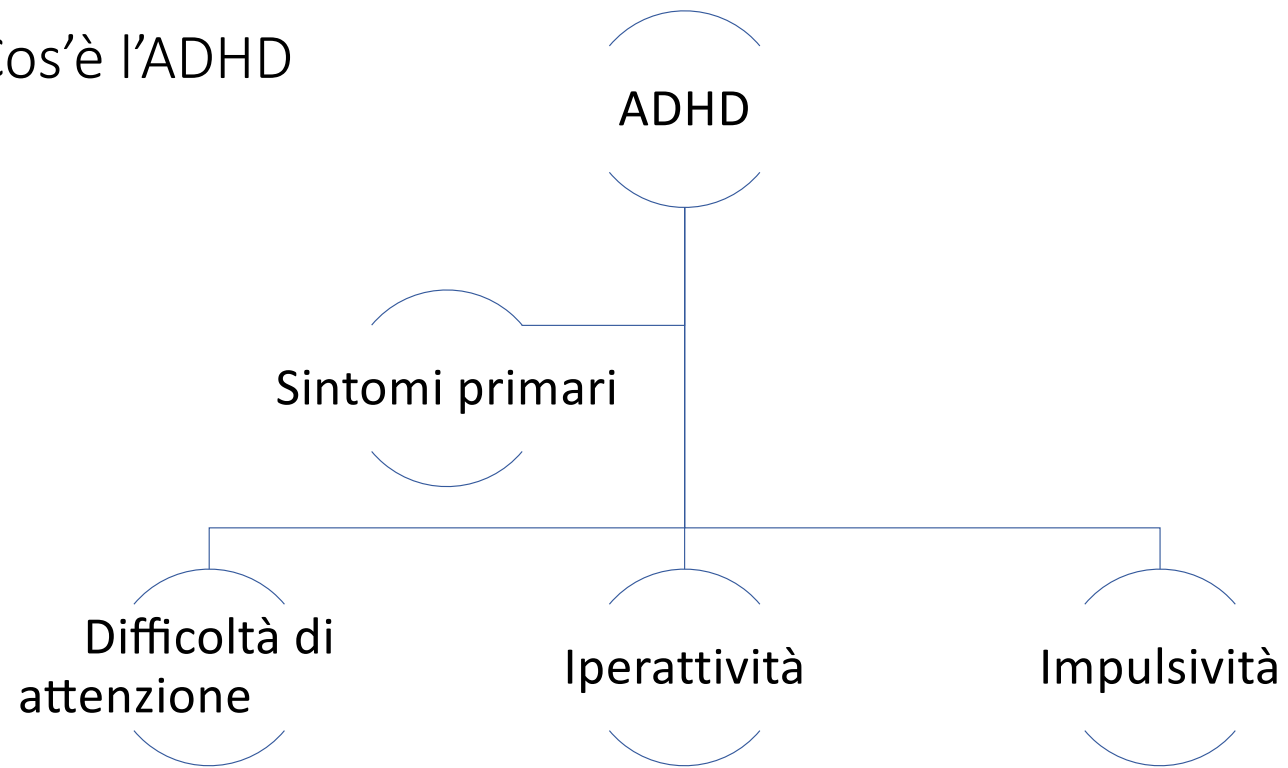 Cos'è l'ADHD
ADHD
Sintomi primari
Difficoltà di
attenzione
Iperattività
Impulsività